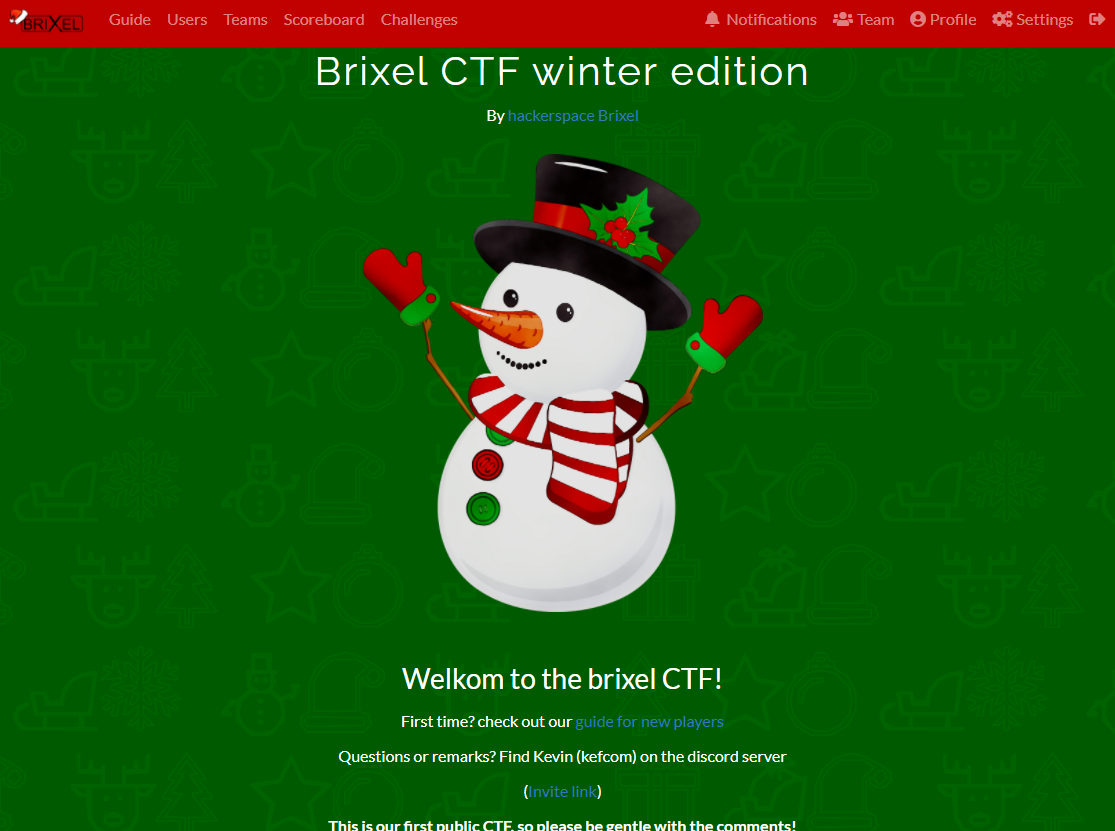 BRIXEL Guide Users Teams Scoreboard Challenges Notifications Team Profile Settings
Brixel CTF winter edition
By hackerspace Brixel
Welkom to the brixel CTF!
First time? check out our guide for new players
Questions or remarks? Find Kevin (kefcom) on the discord server
(Invite link)
This is our first public CTF, so please be gentle with the comments!